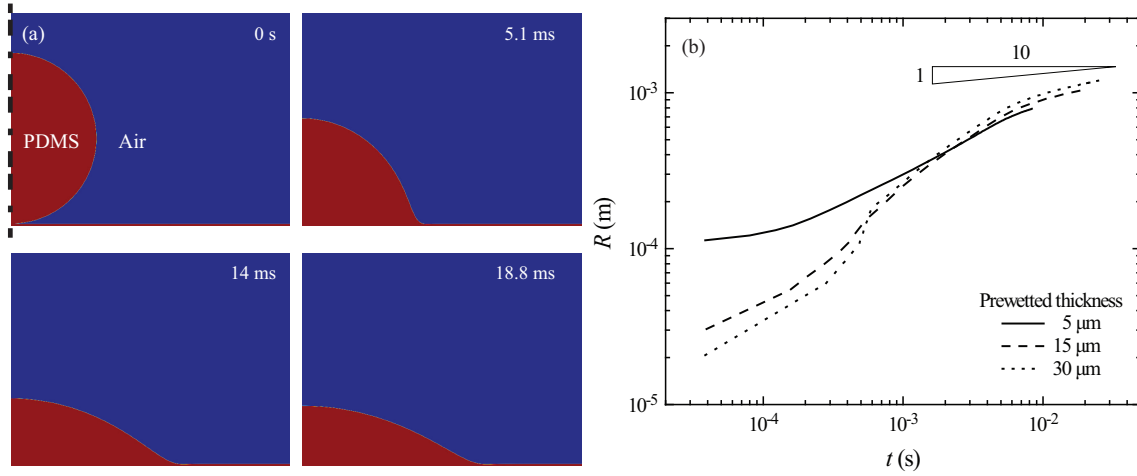 (a)
0 s
PDMS
Air
5.1 ms
14 ms
18.8 ms
(b)
10
1
10⁻³
10⁻⁴
10⁻⁵
R (m)
Prewetted thickness
5 μm
15 μm
30 μm
10⁻⁴
10⁻³
10⁻²
t (s)